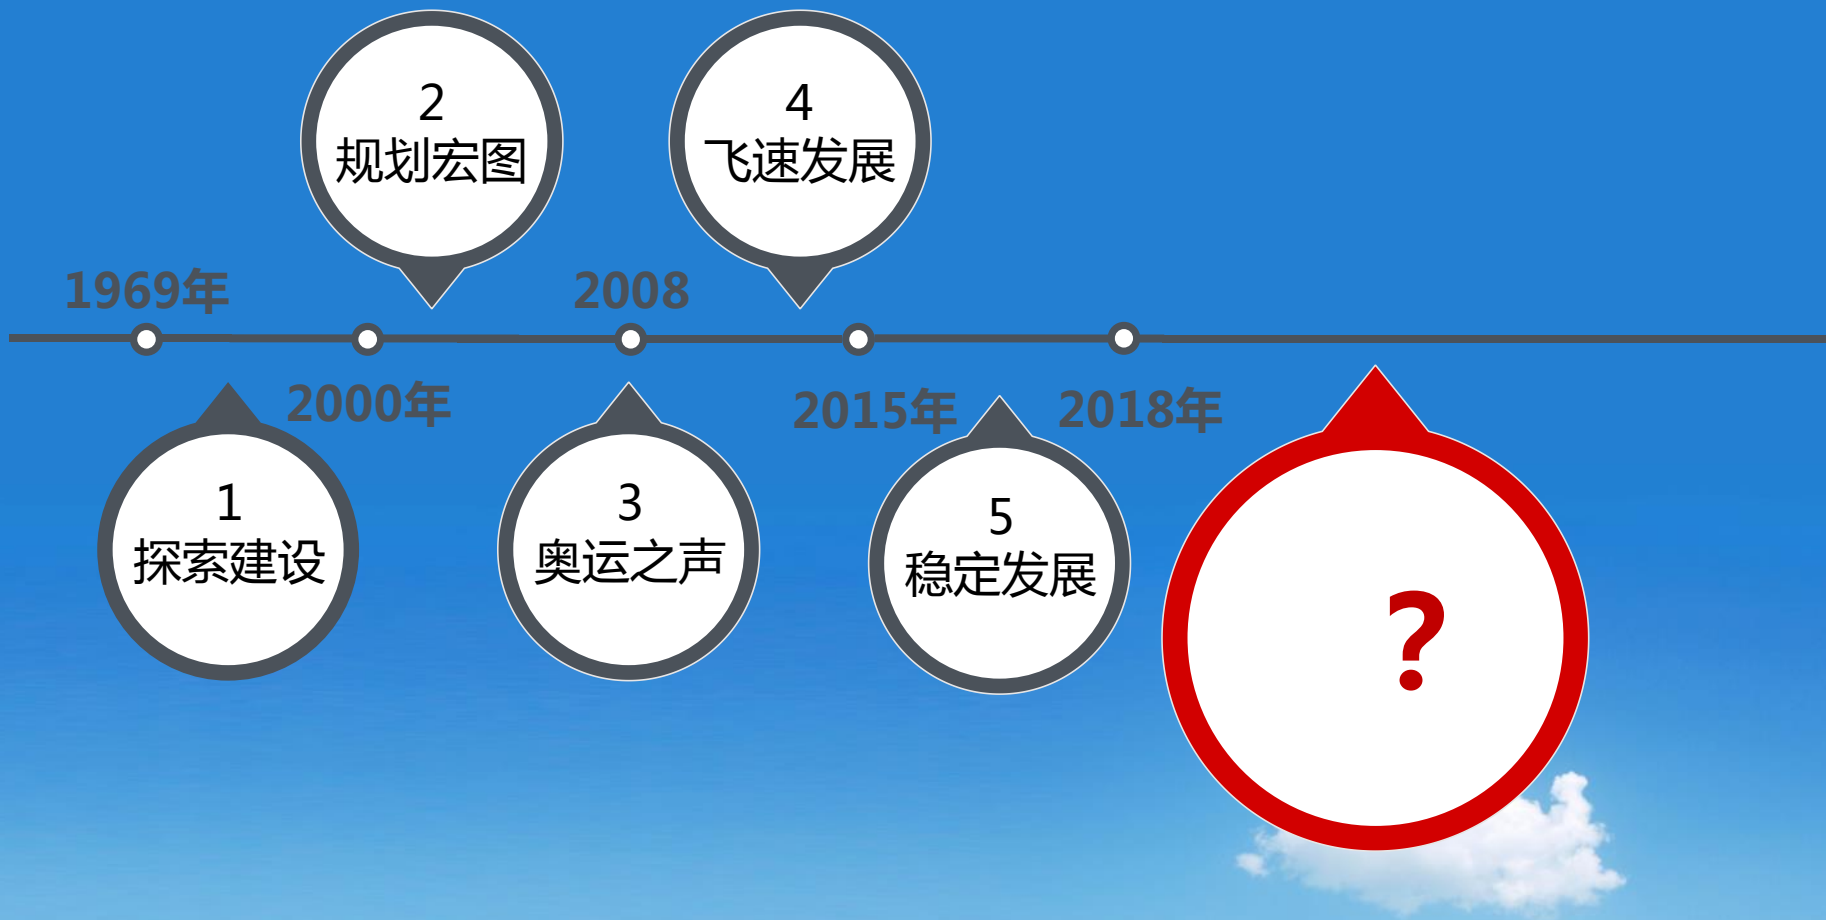 2
规划宏图
4
飞速发展
1969年
2008
2000年
2015年
2018年
1
探索建设
3
奥运之声
5
稳定发展
?